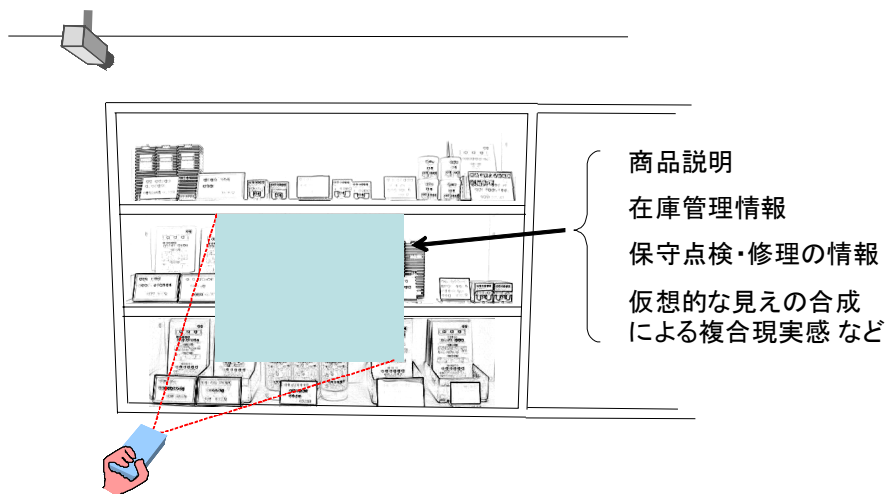 商品説明
在庫管理情報
保守点検・修理の情報
仮想的な見えの合成
による複合現実感 など